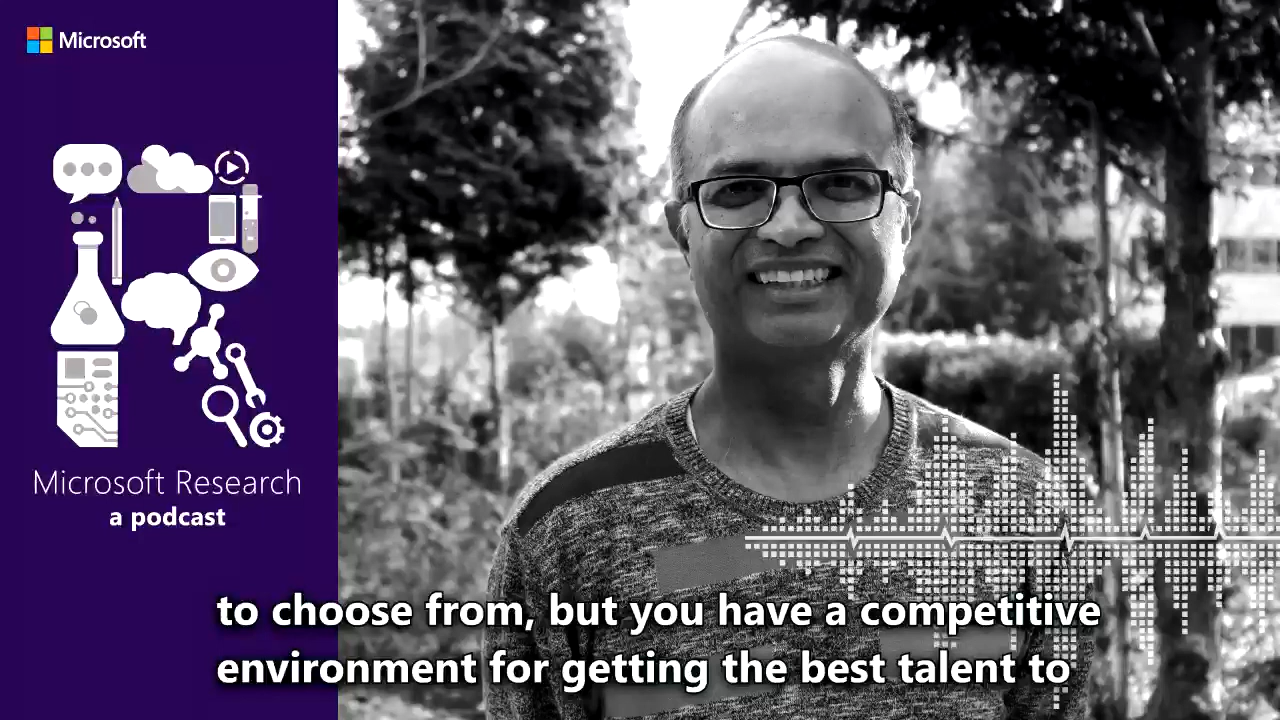 Microsoft
Microsoft Research
a podcast
to choose from, but you have a competitive
environment for getting the best talent to